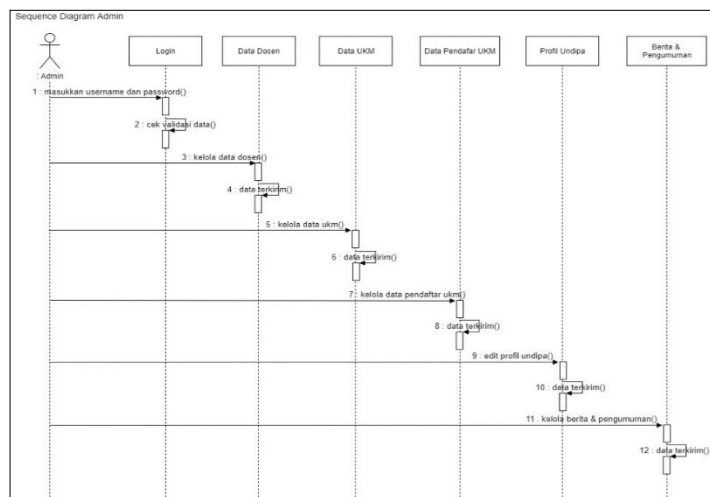 Sequence Diagram Admin
Login
Data Dosen
Data UKM
Data Pendafar UKM
Profil Undipa
Berita &
Pengumuman
: Admin
1 : masukkan username dan password()
2 : cek validasi data()
3 : kelola data dosen()
4 : data terkirim()
5 : kelola data ukm()
6 : data terkirim()
7 : kelola data pendaftar ukm()
8 : data terkirim()
9 : edit profil undipa()
10 : data terkirim()
11 : kelola berita & pengumuman()
12 : data terkirim()